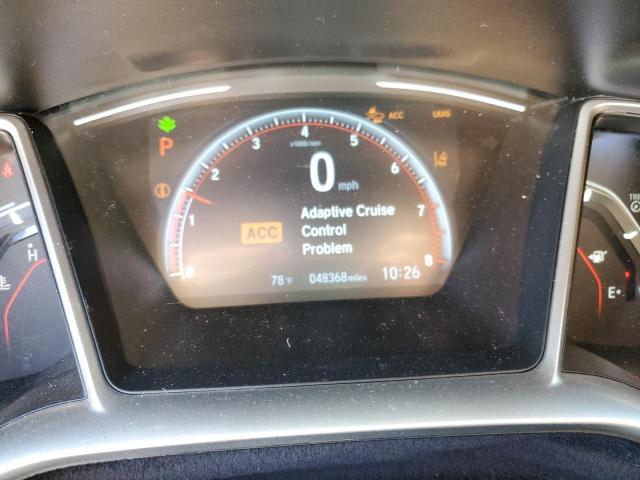 ACC LKAS
4
3 5
x1000r/min
2 6
P
0 mph
1 7
Adaptive Cruise
ACC Control
Problem
0 8
78°F 048368 miles 10:26
H
E
TRIP